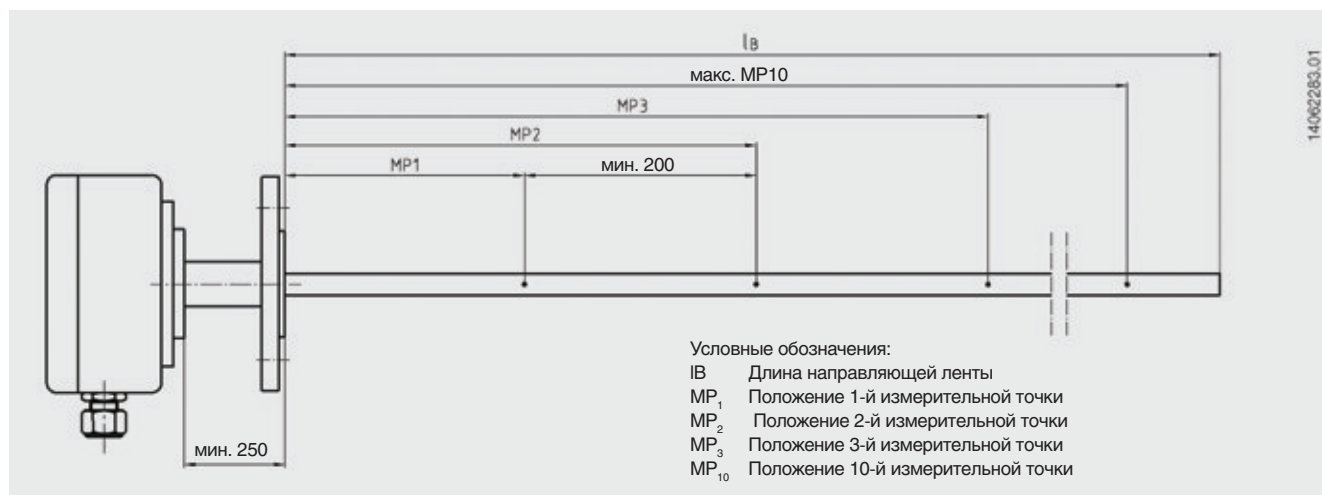 lB
макс. MP10
MP3
MP2
MP1
мин. 200
14062283.01
мин. 250
Условные обозначения:
lB Длина направляющей ленты
MP1 Положение 1-й измерительной точки
MP2 Положение 2-й измерительной точки
MP3 Положение 3-й измерительной точки
MP10 Положение 10-й измерительной точки